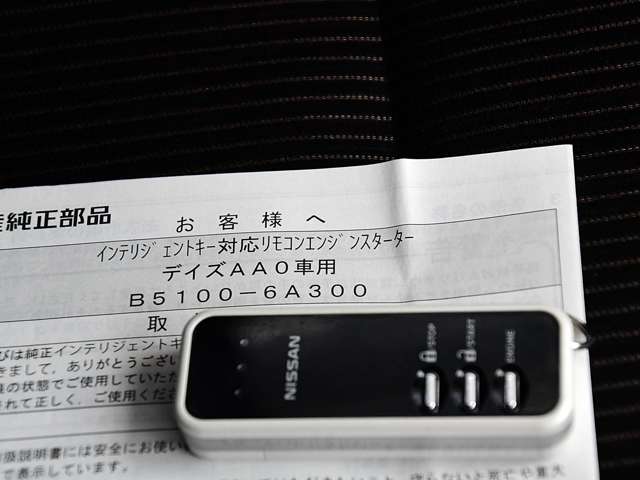 純正部品
お客様へ
ｲﾝﾃﾘｼﾞｪﾝﾄキー対応リモコンエンジンスターター
デイズAA0車用
B5100-6A300
取
びは純正インテリジェントキ
きまして，ありがとうござい
の状態でご使用していただ
されて正しく，ご使用くださ
扱説明書には安全にお使い
で表示しています。
NISSAN
STOP
START
ENGINE